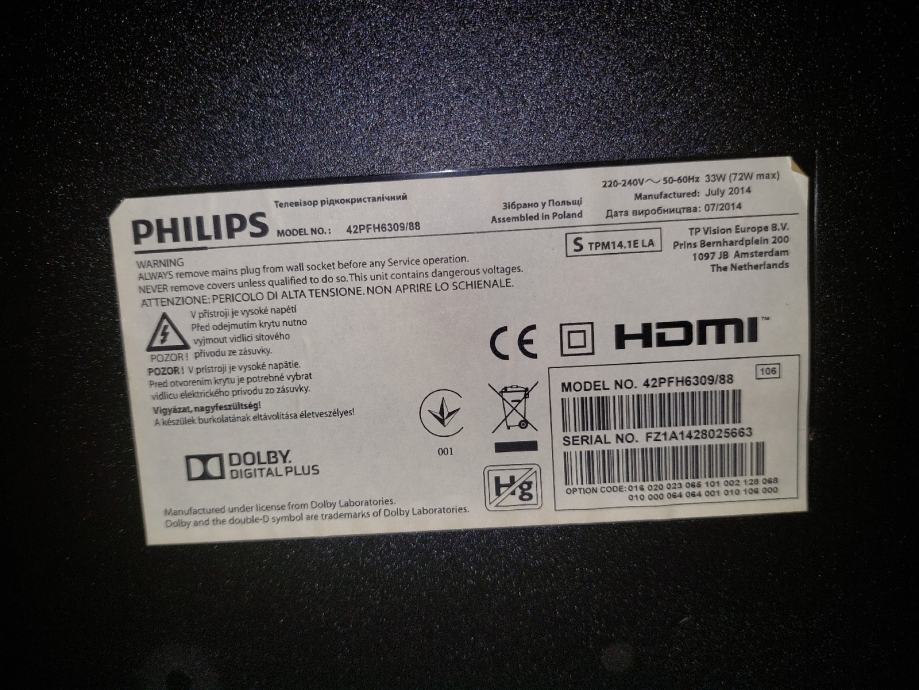 Телевізор рідкокристалічний
PHILIPS MODEL NO.: 42PFH6309/88
Зібрано у Польщі
Assembled in Poland
220-240V～ 50-60Hz 33W (72W max)
Manufactured: July 2014
Дата виробництва: 07/2014
S TPM14.1E LA
TP Vision Europe B.V.
Prins Bernhardplein 200
1097 JB Amsterdam
The Netherlands
WARNING
ALWAYS remove mains plug from wall socket before any Service operation.
NEVER remove covers unless qualified to do so. This unit contains dangerous voltages.
ATTENZIONE: PERICOLO DI ALTA TENSIONE. NON APRIRE LO SCHIENALE.
V přístroji je vysoké napětí
Před odejmutím krytu nutno
vyjmout vidlici síťového
POZOR! přívodu ze zásuvky.
POZOR! V prístroji je vysoké napätie.
Pred otvorením krytu je potrebné vybrat
vidlicu elektrického prívodu zo zásuvky.
Vigyázat, nagyfeszültség!
A készülek burkolatának eltávolitása életveszélyes!
CE
HDMI™
001
DOLBY
DIGITAL PLUS
Hg
106
MODEL NO. 42PFH6309/88
SERIAL NO. FZ1A1428025663
OPTION CODE: 016 020 023 065 101 002 128 068
010 000 064 064 001 010 106 000
Manufactured under license from Dolby Laboratories.
Dolby and the double-D symbol are trademarks of Dolby Laboratories.